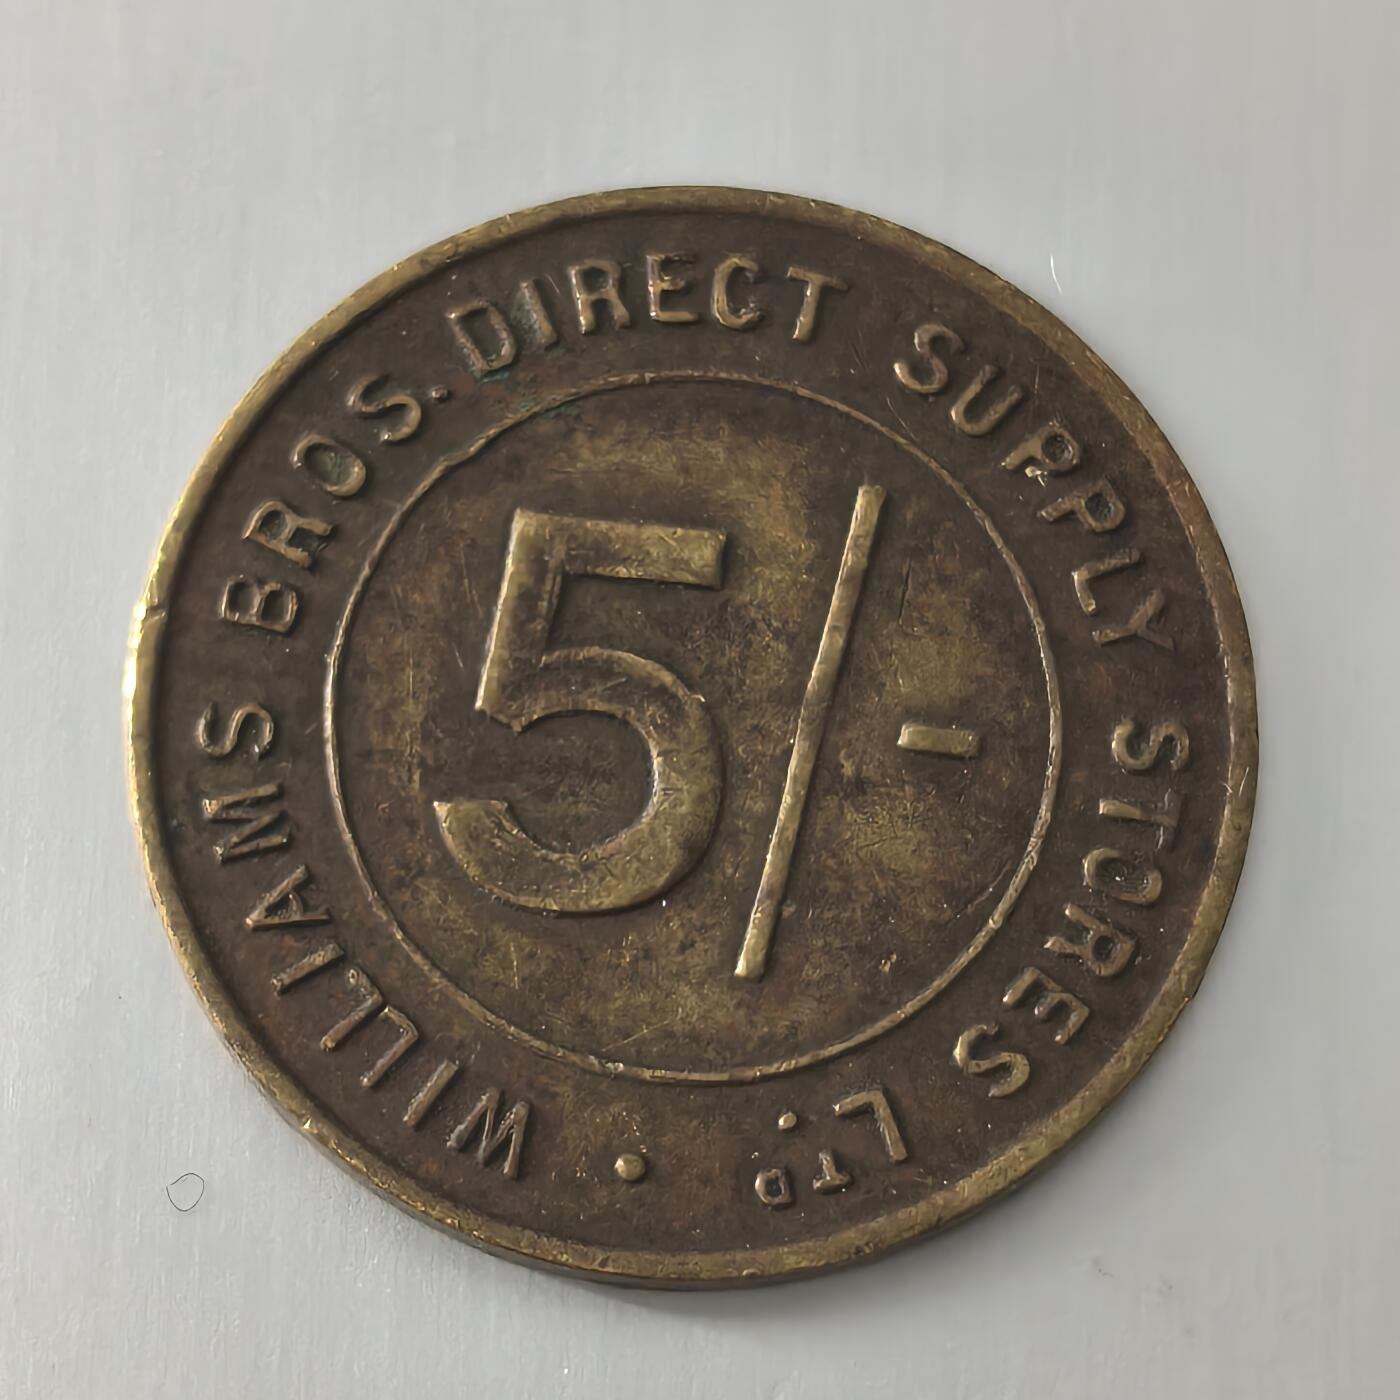 WILLIAMS BROS. DIRECT SUPPLY STORES LTD.
5/-